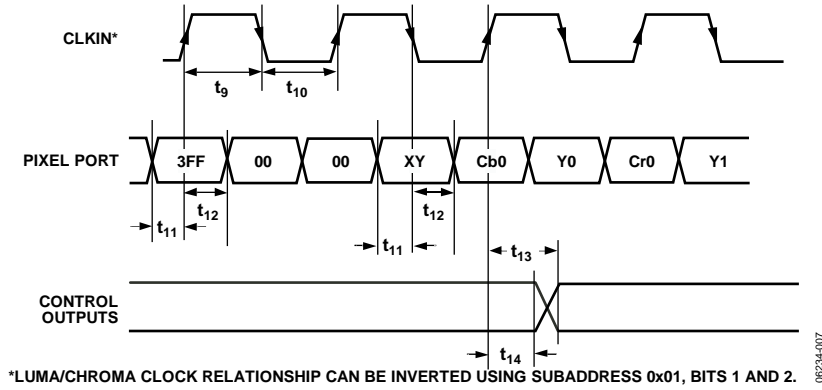 CLKIN*
t9 t10
PIXEL PORT 3FF 00 00 XY Cb0 Y0 Cr0 Y1
t11 t12 t11 t12
t13
CONTROL
OUTPUTS
t14
*LUMA/CHROMA CLOCK RELATIONSHIP CAN BE INVERTED USING SUBADDRESS 0x01, BITS 1 AND 2.
06234-007